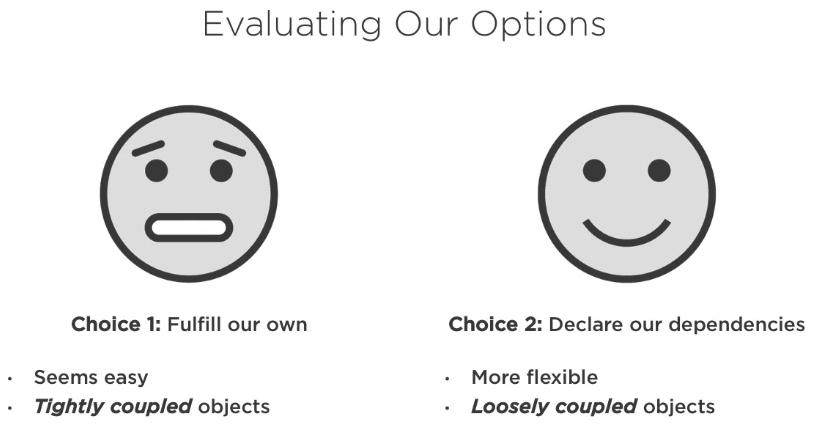 Evaluating Our Options
Choice 1: Fulfill our own
• Seems easy
• Tightly coupled objects
Choice 2: Declare our dependencies
• More flexible
• Loosely coupled objects